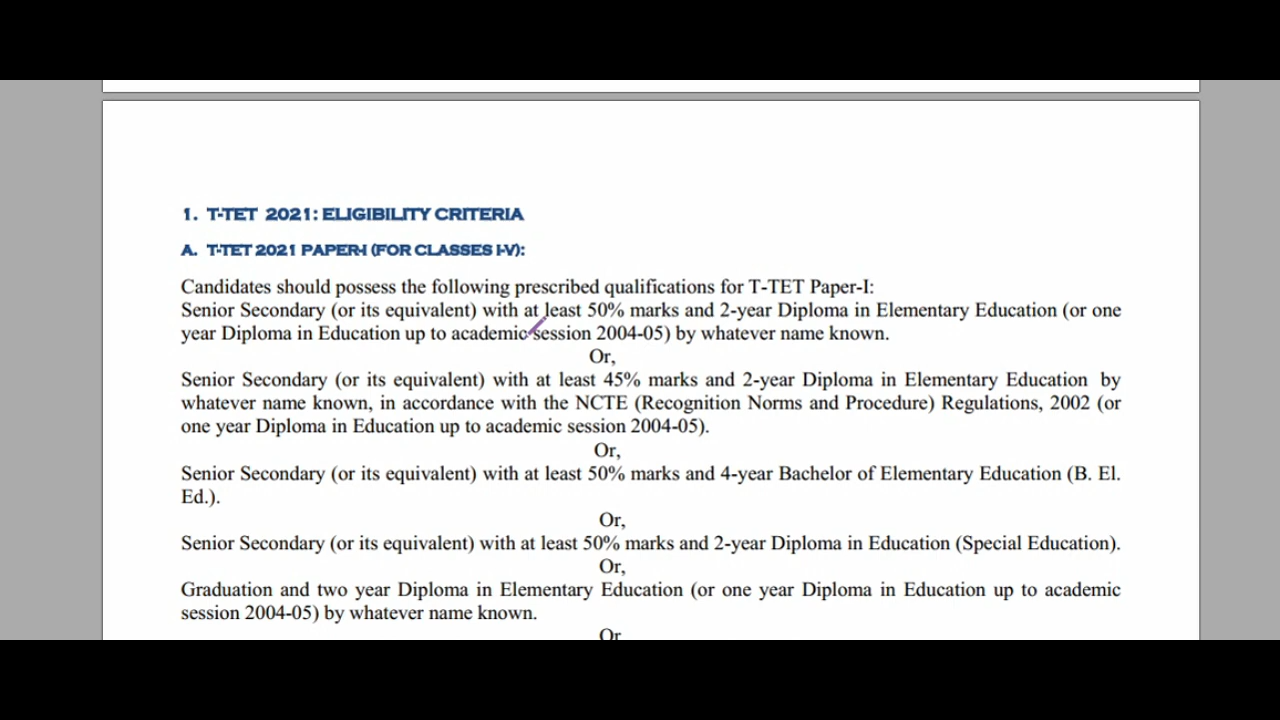 1. T-TET 2021: ELIGIBILITY CRITERIA
A. T-TET 2021 PAPER-I (FOR CLASSES I-V):
Candidates should possess the following prescribed qualifications for T-TET Paper-I:
Senior Secondary (or its equivalent) with at least 50% marks and 2-year Diploma in Elementary Education (or one
year Diploma in Education up to academic session 2004-05) by whatever name known.
Or,
Senior Secondary (or its equivalent) with at least 45% marks and 2-year Diploma in Elementary Education by
whatever name known, in accordance with the NCTE (Recognition Norms and Procedure) Regulations, 2002 (or
one year Diploma in Education up to academic session 2004-05).
Or,
Senior Secondary (or its equivalent) with at least 50% marks and 4-year Bachelor of Elementary Education (B. El.
Ed.).
Or,
Senior Secondary (or its equivalent) with at least 50% marks and 2-year Diploma in Education (Special Education).
Or,
Graduation and two year Diploma in Elementary Education (or one year Diploma in Education up to academic
session 2004-05) by whatever name known.
Or